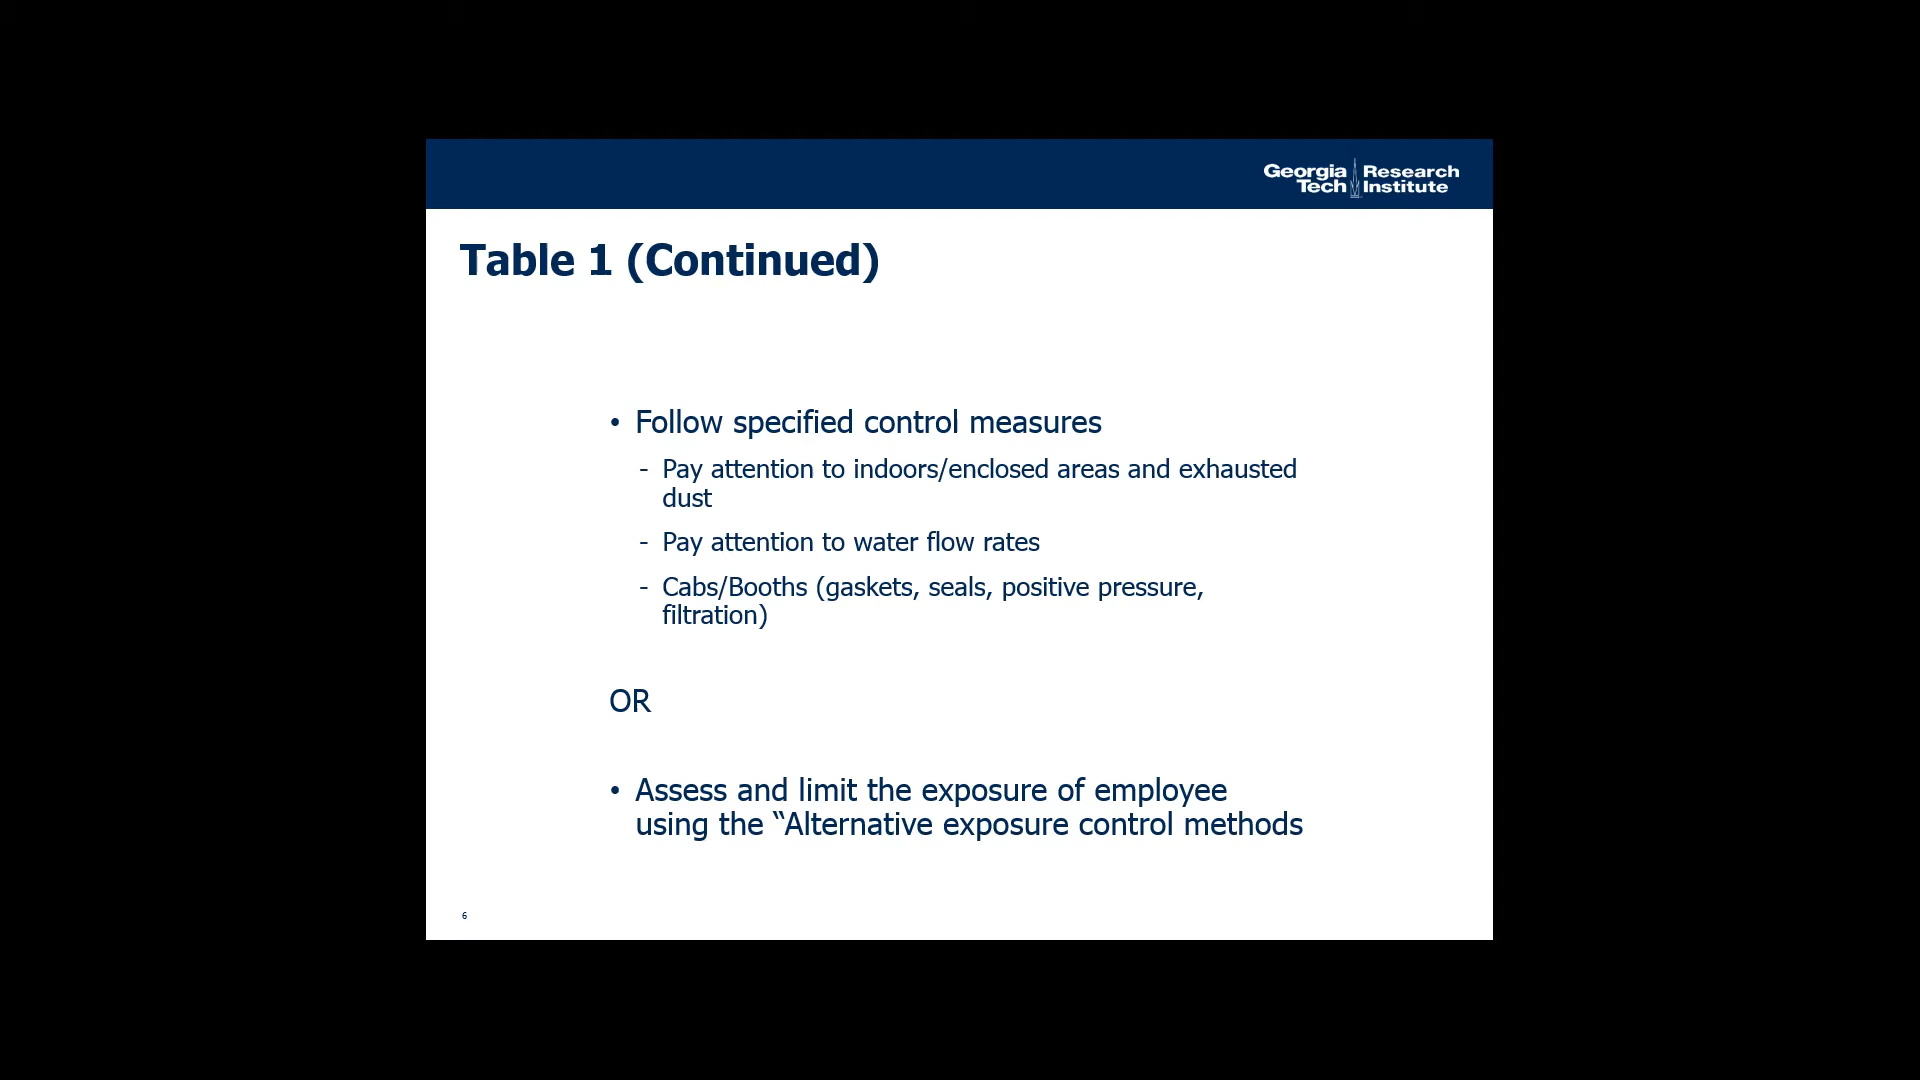 Georgia Research
Tech Institute
Table 1 (Continued)
• Follow specified control measures
- Pay attention to indoors/enclosed areas and exhausted
dust
- Pay attention to water flow rates
- Cabs/Booths (gaskets, seals, positive pressure,
filtration)
OR
• Assess and limit the exposure of employee
using the “Alternative exposure control methods
6